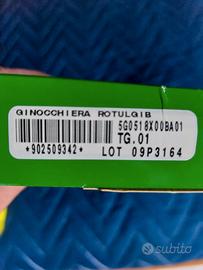 GINOCCHIERA ROTULGIB
5G0518X00BA01
TG.01
*902509342*
LOT 09P3164
subito